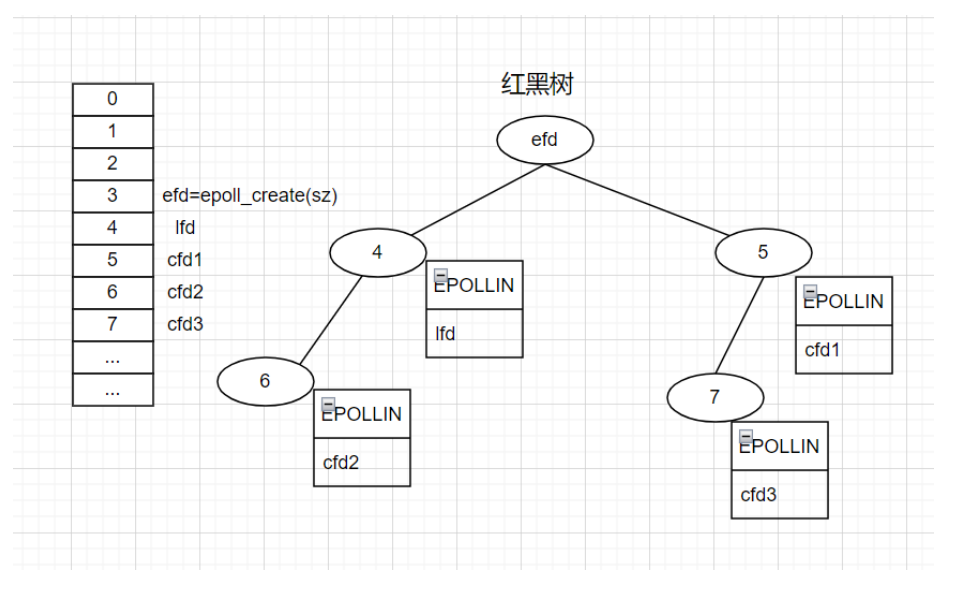 红黑树
efd
0
1
2
3 efd=epoll_create(sz)
4 lfd
5 cfd1
6 cfd2
7 cfd3
...
...
4
EPOLLIN
lfd
5
EPOLLIN
cfd1
6
EPOLLIN
cfd2
7
EPOLLIN
cfd3